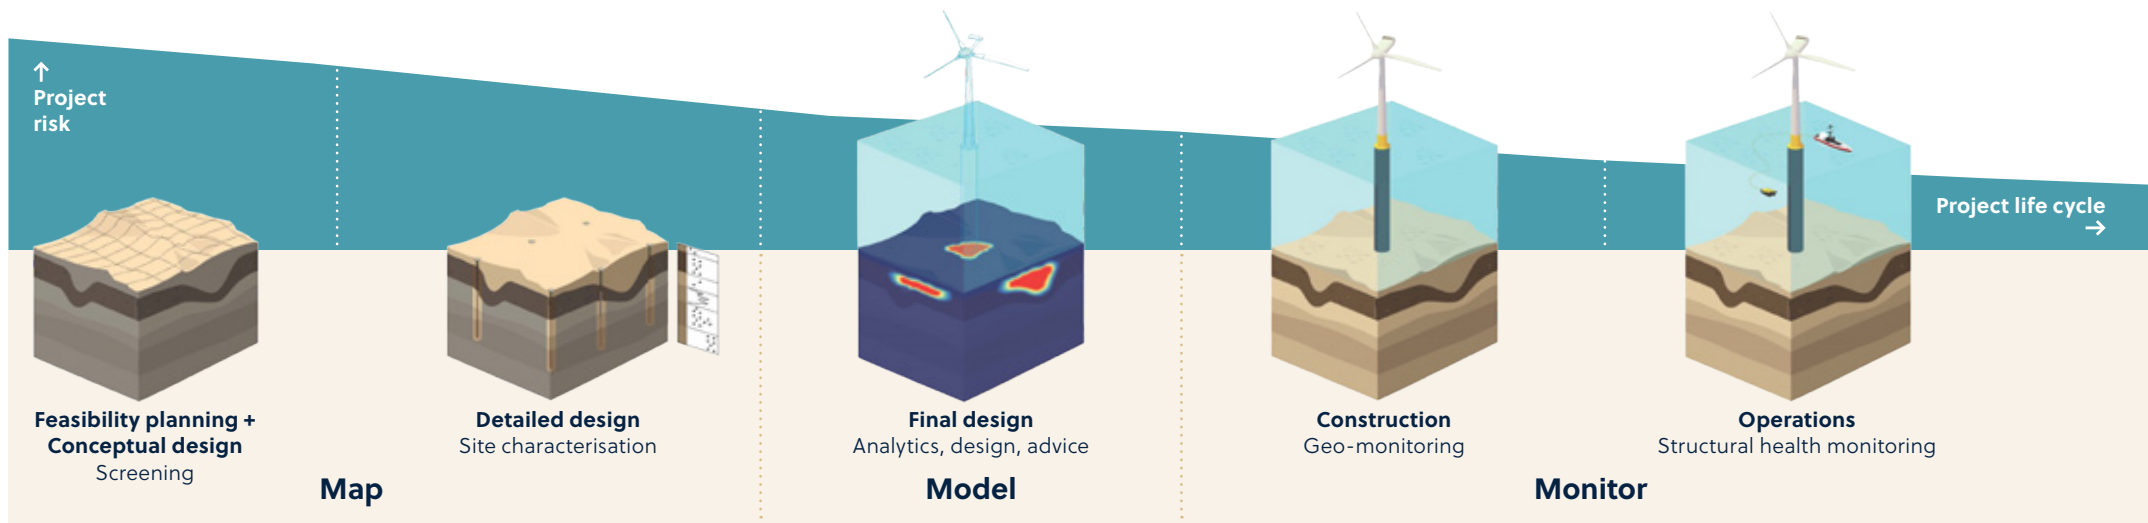 ↑
Project
risk
Project life cycle
→
Feasibility planning +
Conceptual design
Screening
Detailed design
Site characterisation
Final design
Analytics, design, advice
Construction
Geo-monitoring
Operations
Structural health monitoring
Map
Model
Monitor